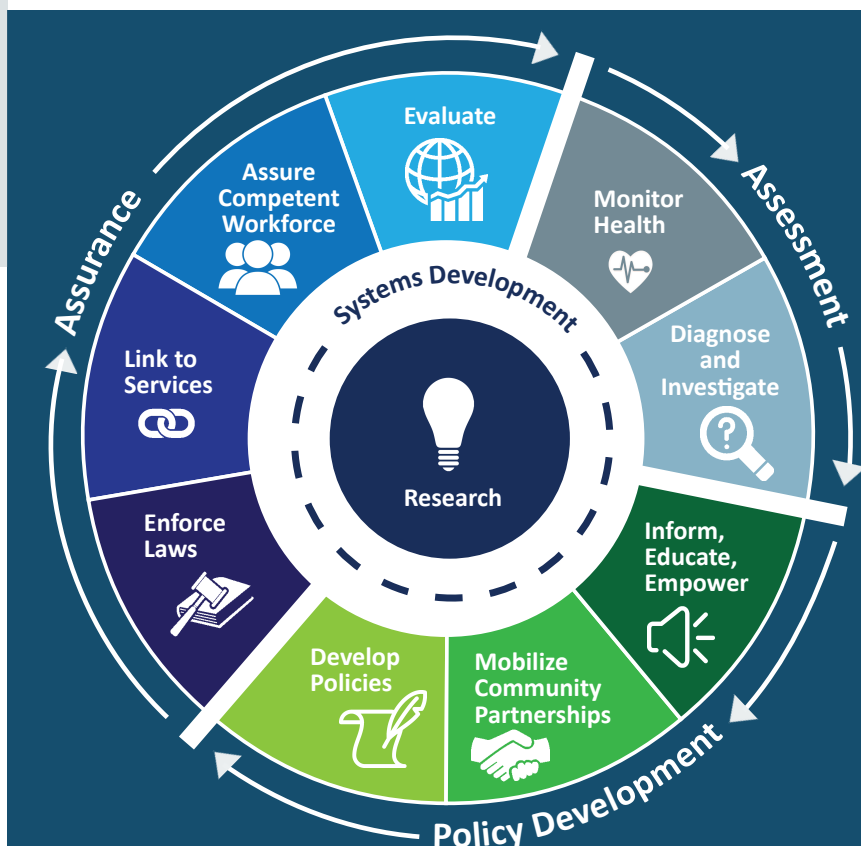 Evaluate
Monitor
Health
Diagnose
and
Investigate
?
Inform,
Educate,
Empower
Mobilize
Community
Partnerships
Develop
Policies
Enforce
Laws
Link to
Services
Assure
Competent
Workforce
Systems Development
Research
Assessment
Policy Development
Assurance